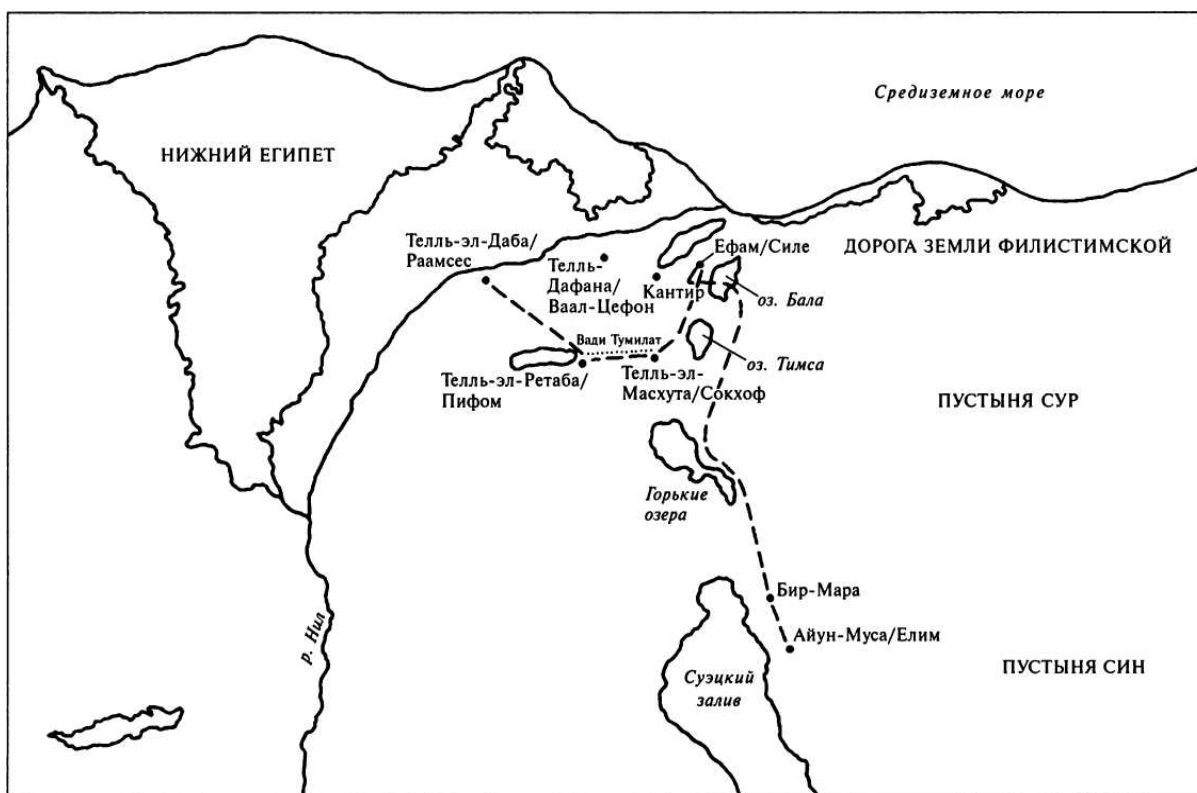 Средиземное море
НИЖНИЙ ЕГИПЕТ
Телль-эл-Даба/
Раамсес
Телль-
Дафана/
Ваал-Цефон
Кантир
Ефам/Силе
ДОРОГА ЗЕМЛИ ФИЛИСТИМСКОЙ
оз. Бала
Вади Тумилат
оз. Тимса
Телль-эл-Ретаба/
Пифом
Телль-эл-
Масхута/Сокхоф
ПУСТЫНЯ СУР
Горькие
озера
Бир-Мара
р. Нил
Айун-Муса/Елим
ПУСТЫНЯ СИН
Суэцкий
залив